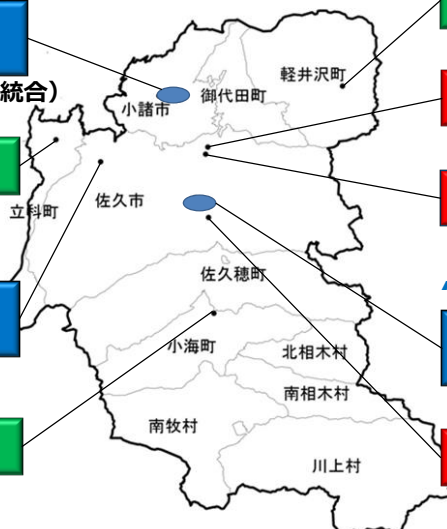 統合）
軽井沢町
小諸市
御代田町
立科町
佐久市
佐久穂町
小海町
北相木村
南相木村
南牧村
川上村